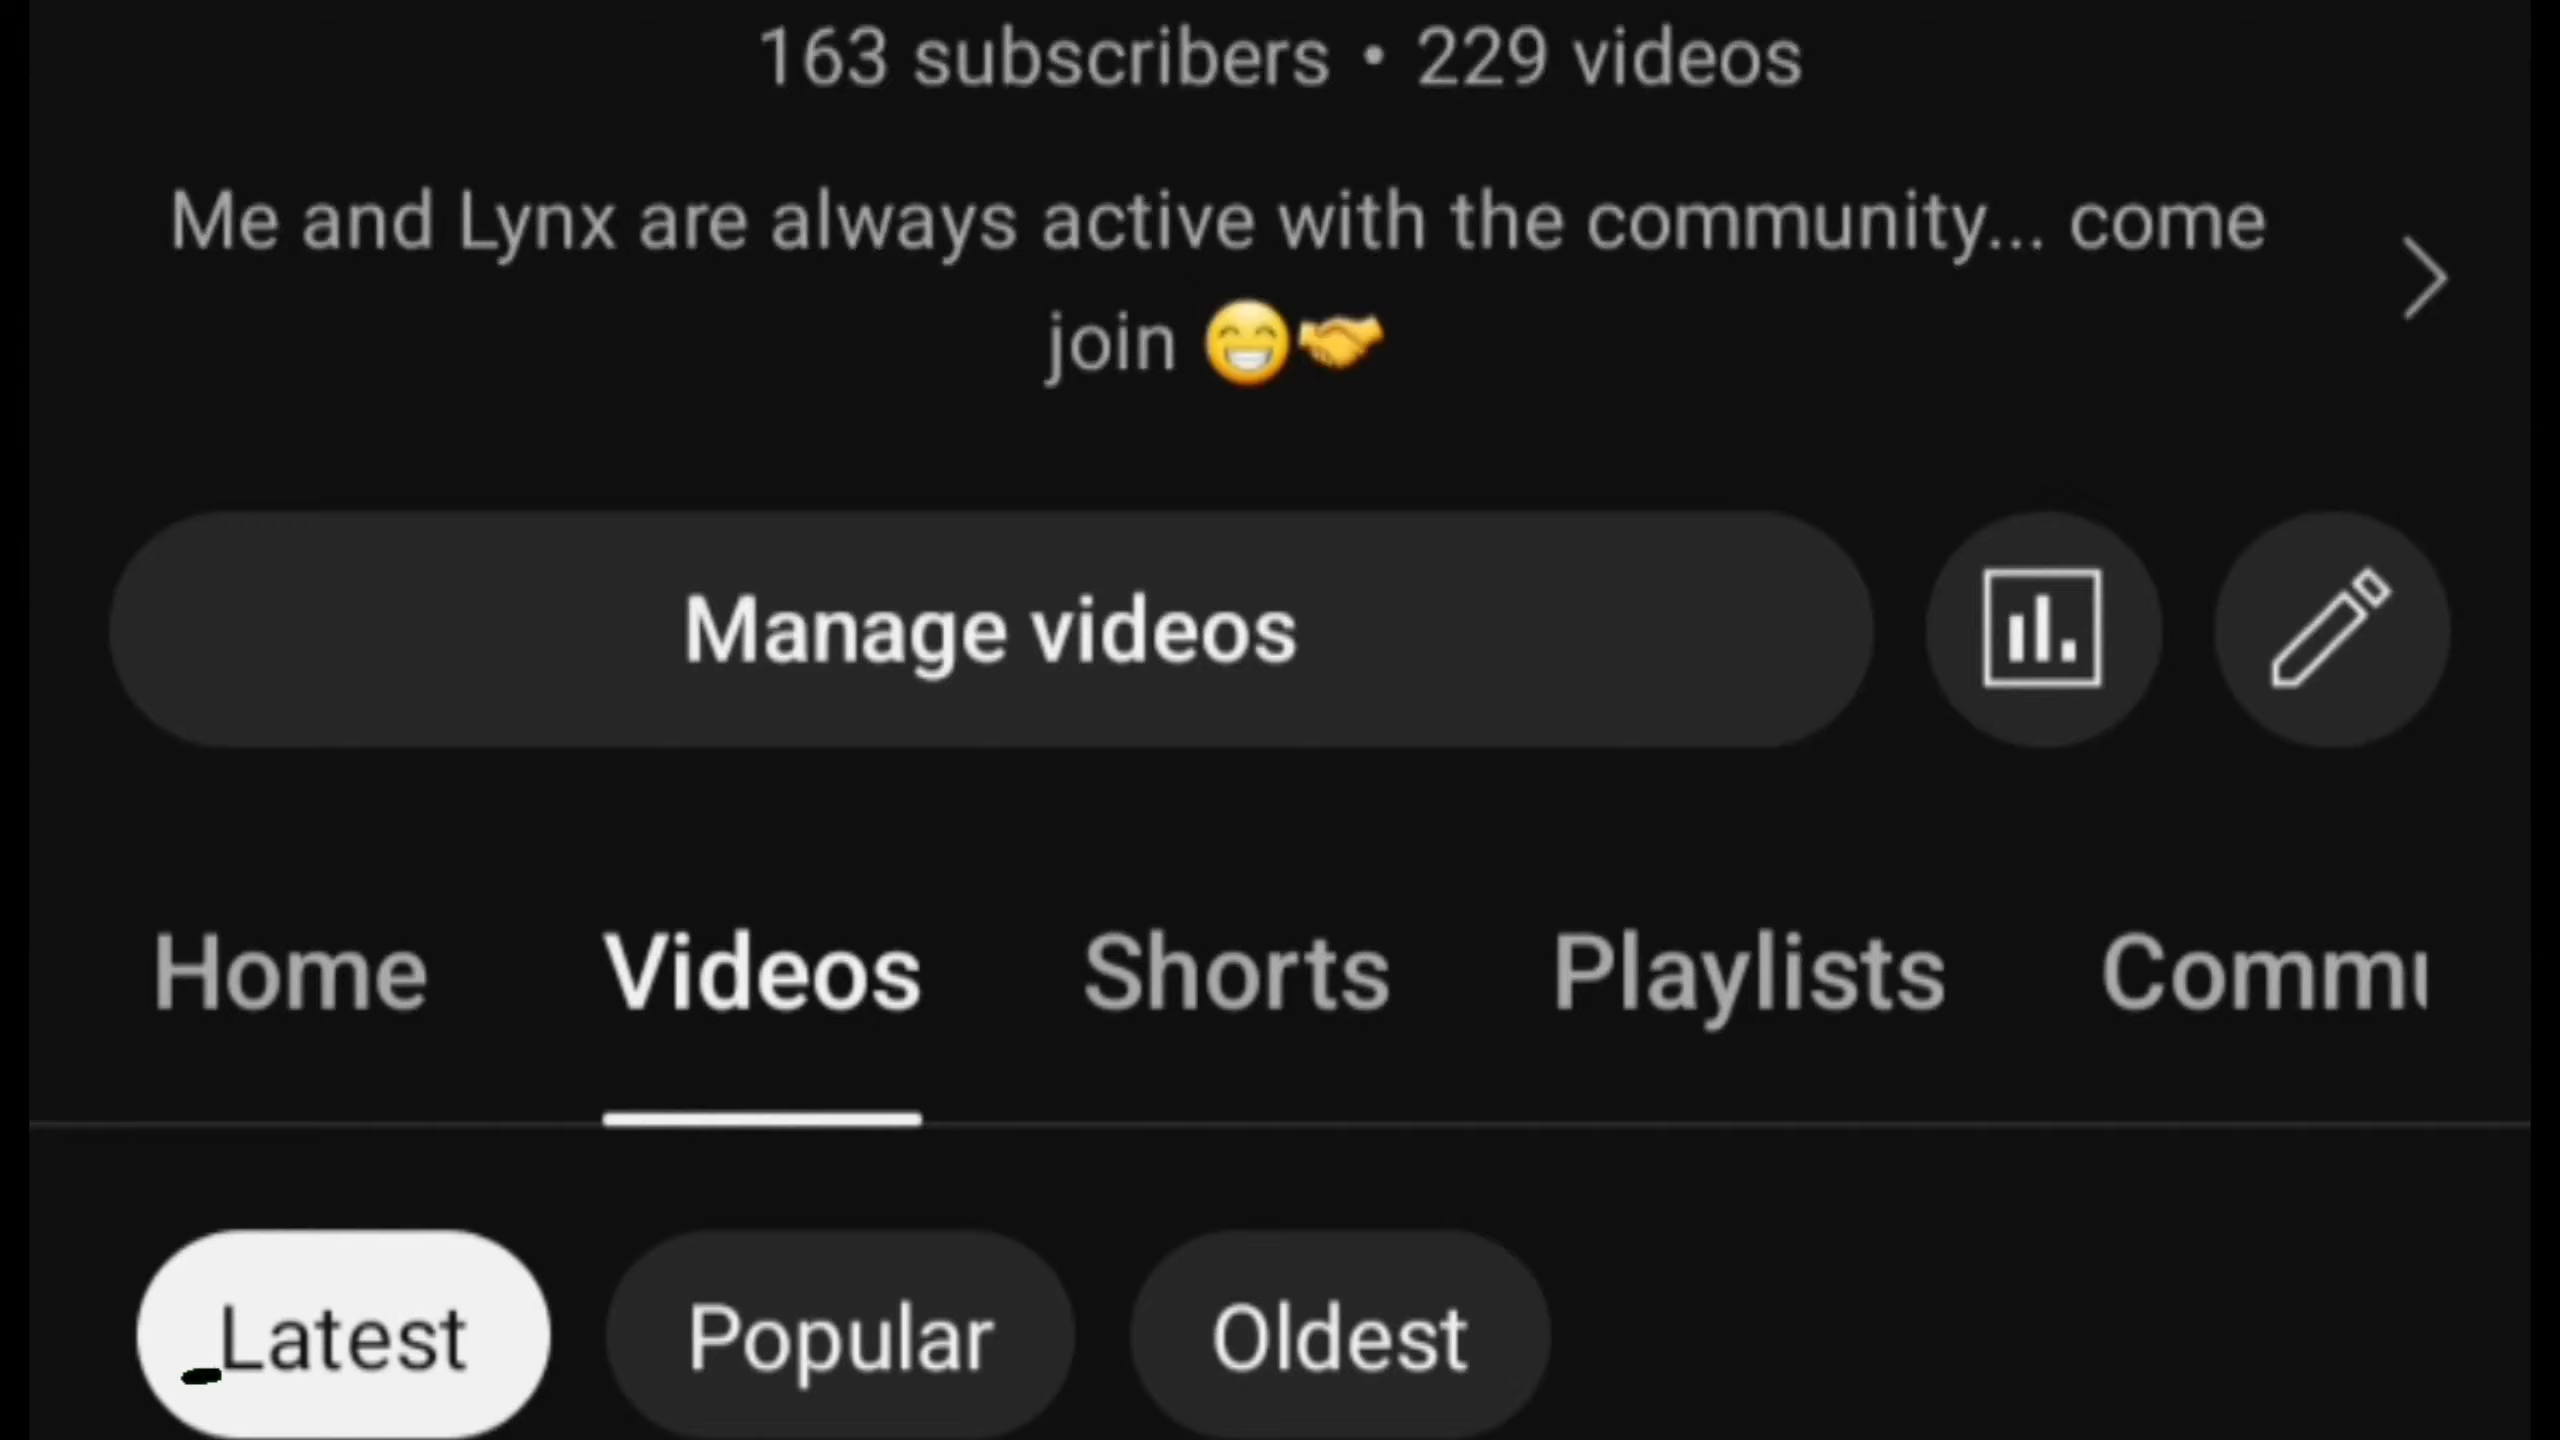 163 subscribers • 229 videos
Me and Lynx are always active with the community... come
join 😁🤝
Manage videos
Home Videos Shorts Playlists Commu
Latest Popular Oldest